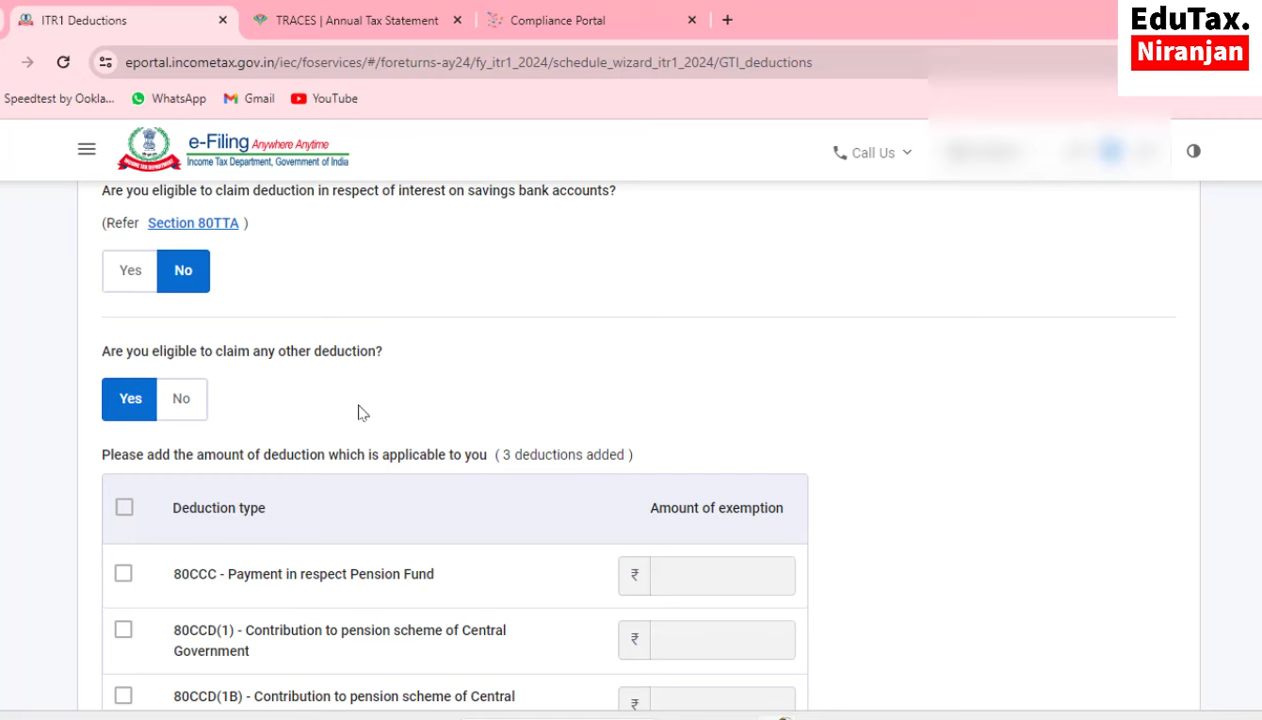 ITR1 Deductions
TRACES | Annual Tax Statement
Compliance Portal
EduTax.
Niranjan
eportal.incometax.gov.in/iec/foservices/#/foreturns-ay24/fy_itr1_2024/schedule_wizard_itr1_2024/GTI_deductions
Speedtest by Ookla...
WhatsApp
Gmail
YouTube
e-Filing Anywhere Anytime
Income Tax Department, Government of India
Call Us
Are you eligible to claim deduction in respect of interest on savings bank accounts?
(Refer Section 80TTA )
Yes No
Are you eligible to claim any other deduction?
Yes No
Please add the amount of deduction which is applicable to you ( 3 deductions added )
Deduction type Amount of exemption
80CCC - Payment in respect Pension Fund ₹
80CCD(1) - Contribution to pension scheme of Central
Government ₹
80CCD(1B) - Contribution to pension scheme of Central ₹